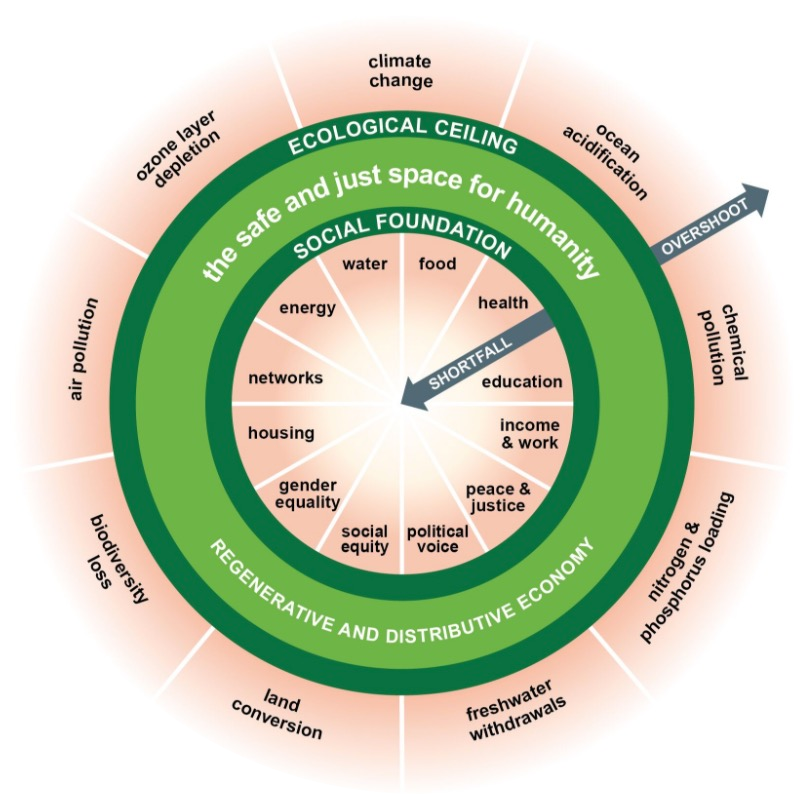 climate
change
ozone layer
depletion
ocean
acidification
ECOLOGICAL CEILING
the safe and just space for humanity
SOCIAL FOUNDATION
OVERSHOOT
water
food
energy
health
air pollution
chemical
pollution
SHORTFALL
networks
education
housing
income
& work
gender
equality
peace &
justice
social
equity
political
voice
biodiversity
loss
nitrogen &
phosphorus loading
REGENERATIVE AND DISTRIBUTIVE ECONOMY
land
conversion
freshwater
withdrawals